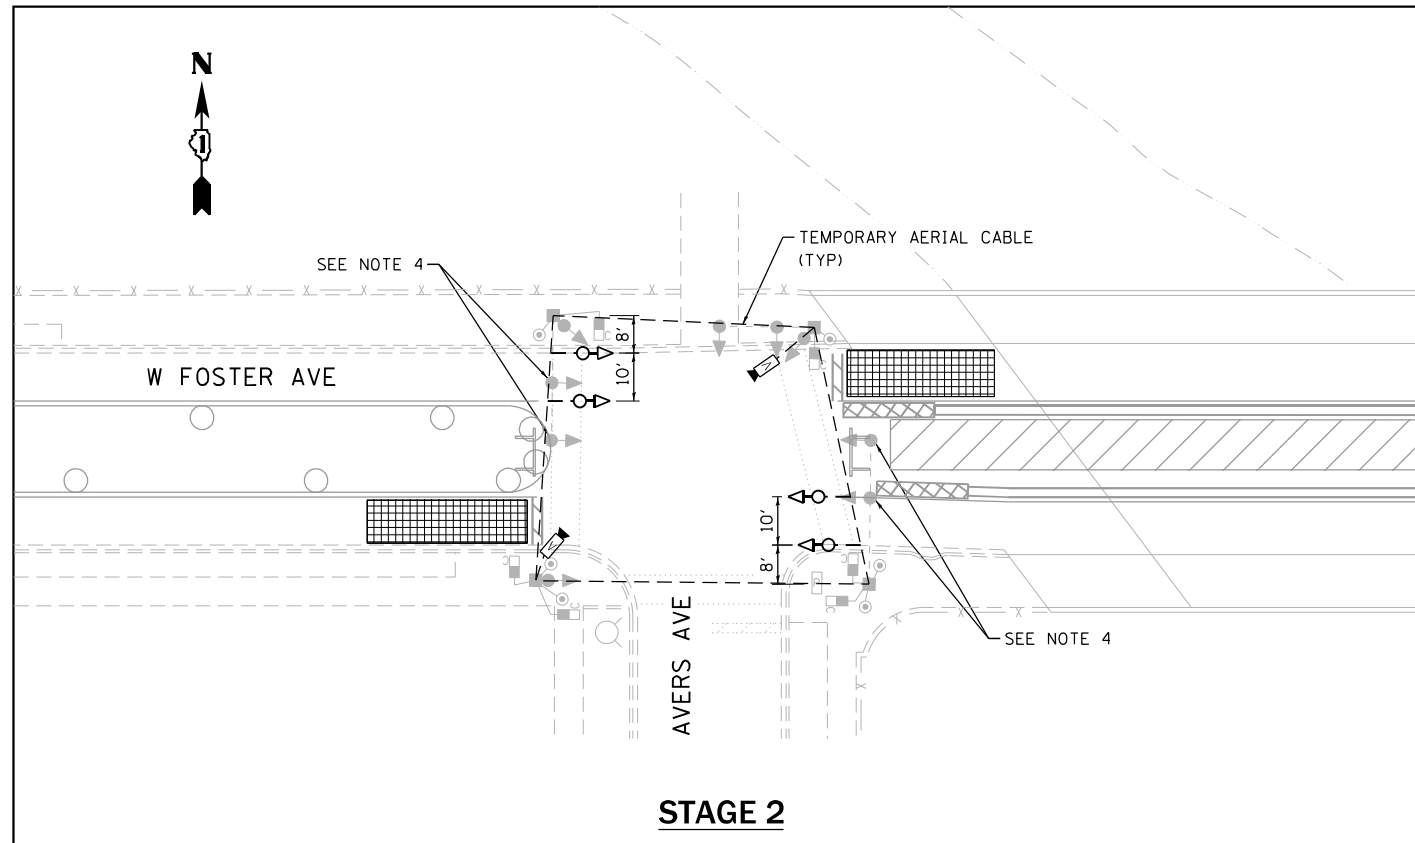 N
1
TEMPORARY AERIAL CABLE
(TYP)
SEE NOTE 4
8'
10'
W FOSTER AVE
10'
8'
AVERS AVE
SEE NOTE 4
STAGE 2